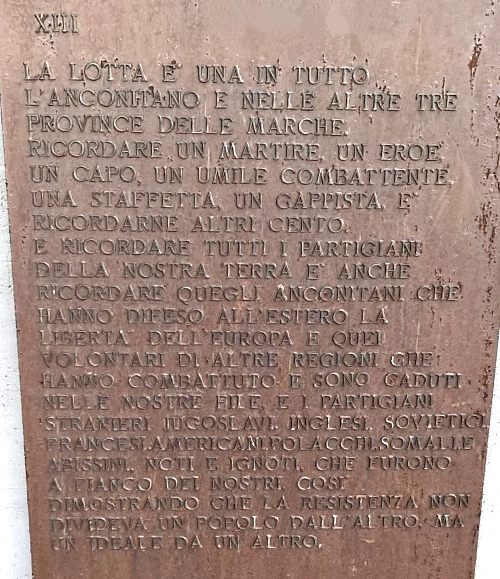 XIII
LA LOTTA E' UNA IN TUTTO
L'ANCONITANO E NELLE ALTRE TRE
PROVINCE DELLE MARCHE.
RICORDARE UN MARTIRE, UN EROE,
UN CAPO, UN UMILE COMBATTENTE,
UNA STAFFETTA, UN GAPPISTA, E'
RICORDARNE ALTRI CENTO.
E RICORDARE TUTTI I PARTIGIANI
DELLA NOSTRA TERRA E' ANCHE
RICORDARE QUEGLI ANCONITANI CHE
HANNO DIFESO ALL'ESTERO LA
LIBERTA' DELL'EUROPA E QUEI
VOLONTARI DI ALTRE REGIONI CHE
HANNO COMBATTUTO E SONO CADUTI
NELLE NOSTRE FILE, E I PARTIGIANI
STRANIERI IUGOSLAVI, INGLESI, SOVIETICI,
FRANCESI,AMERICANI,POLACCHI,SOMALI,E
ABISSINI, NOTI E IGNOTI, CHE FURONO
A FIANCO DEI NOSTRI, COSI'
DIMOSTRANDO CHE LA RESISTENZA NON
DIVIDEVA UN POPOLO DALL'ALTRO, MA
UN IDEALE DA UN ALTRO.